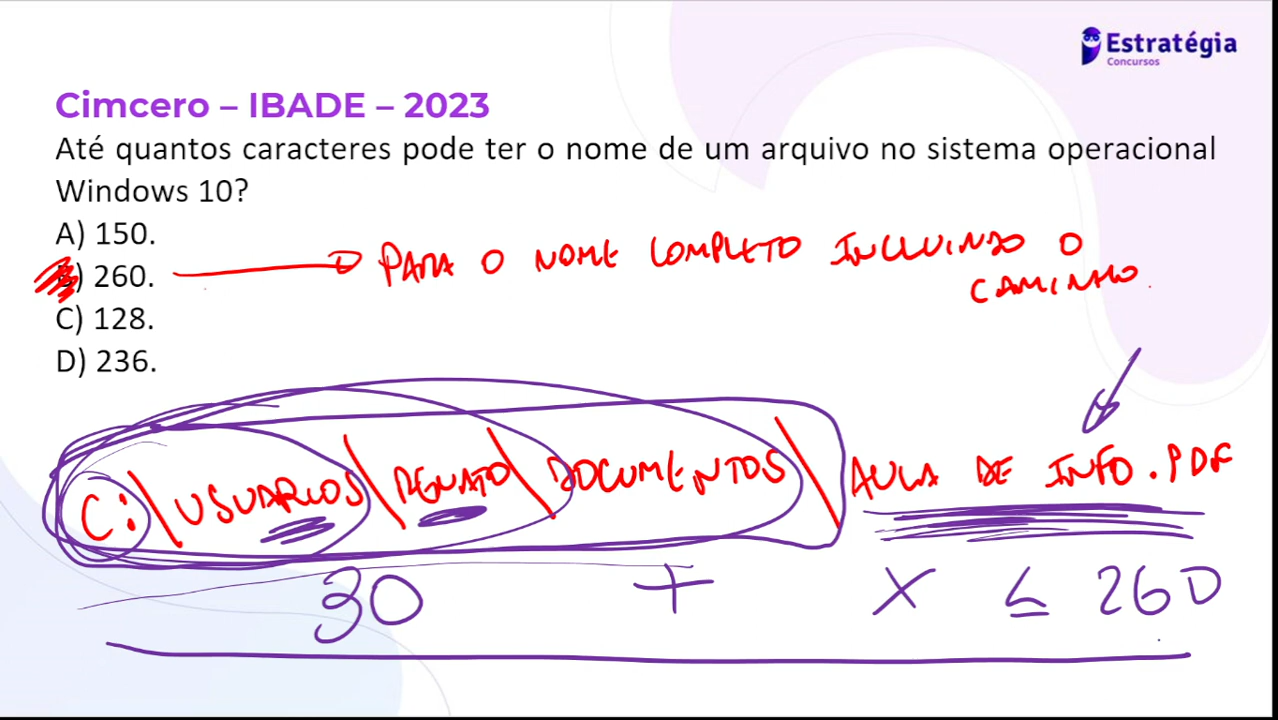 Estratégia
Concursos
Cimcero – IBADE – 2023
Até quantos caracteres pode ter o nome de um arquivo no sistema operacional
Windows 10?
A) 150.
B) 260.
PARA O NOME COMPLETO INCLUINDO O
CAMINHO.
C) 128.
D) 236.
C:\USUARIOS\RENATO\DOCUMENTOS\AULA DE INFO.PDF
30 + X ≤ 260